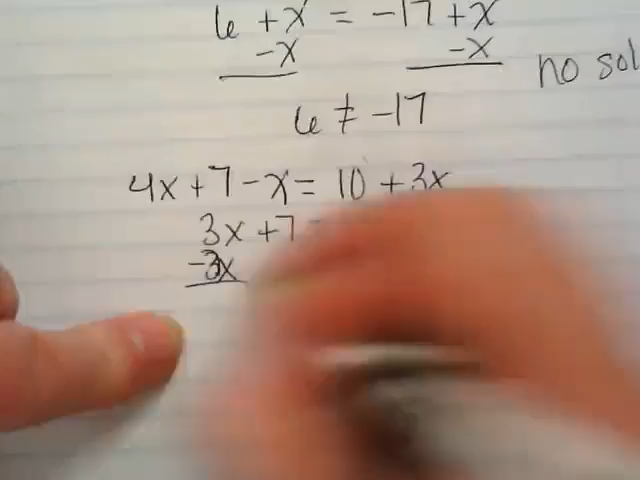 6 + x = -17 + x
-x -x
no sol
6 ≠ -17
4x + 7 - x = 10 + 3x
3x + 7
-3x